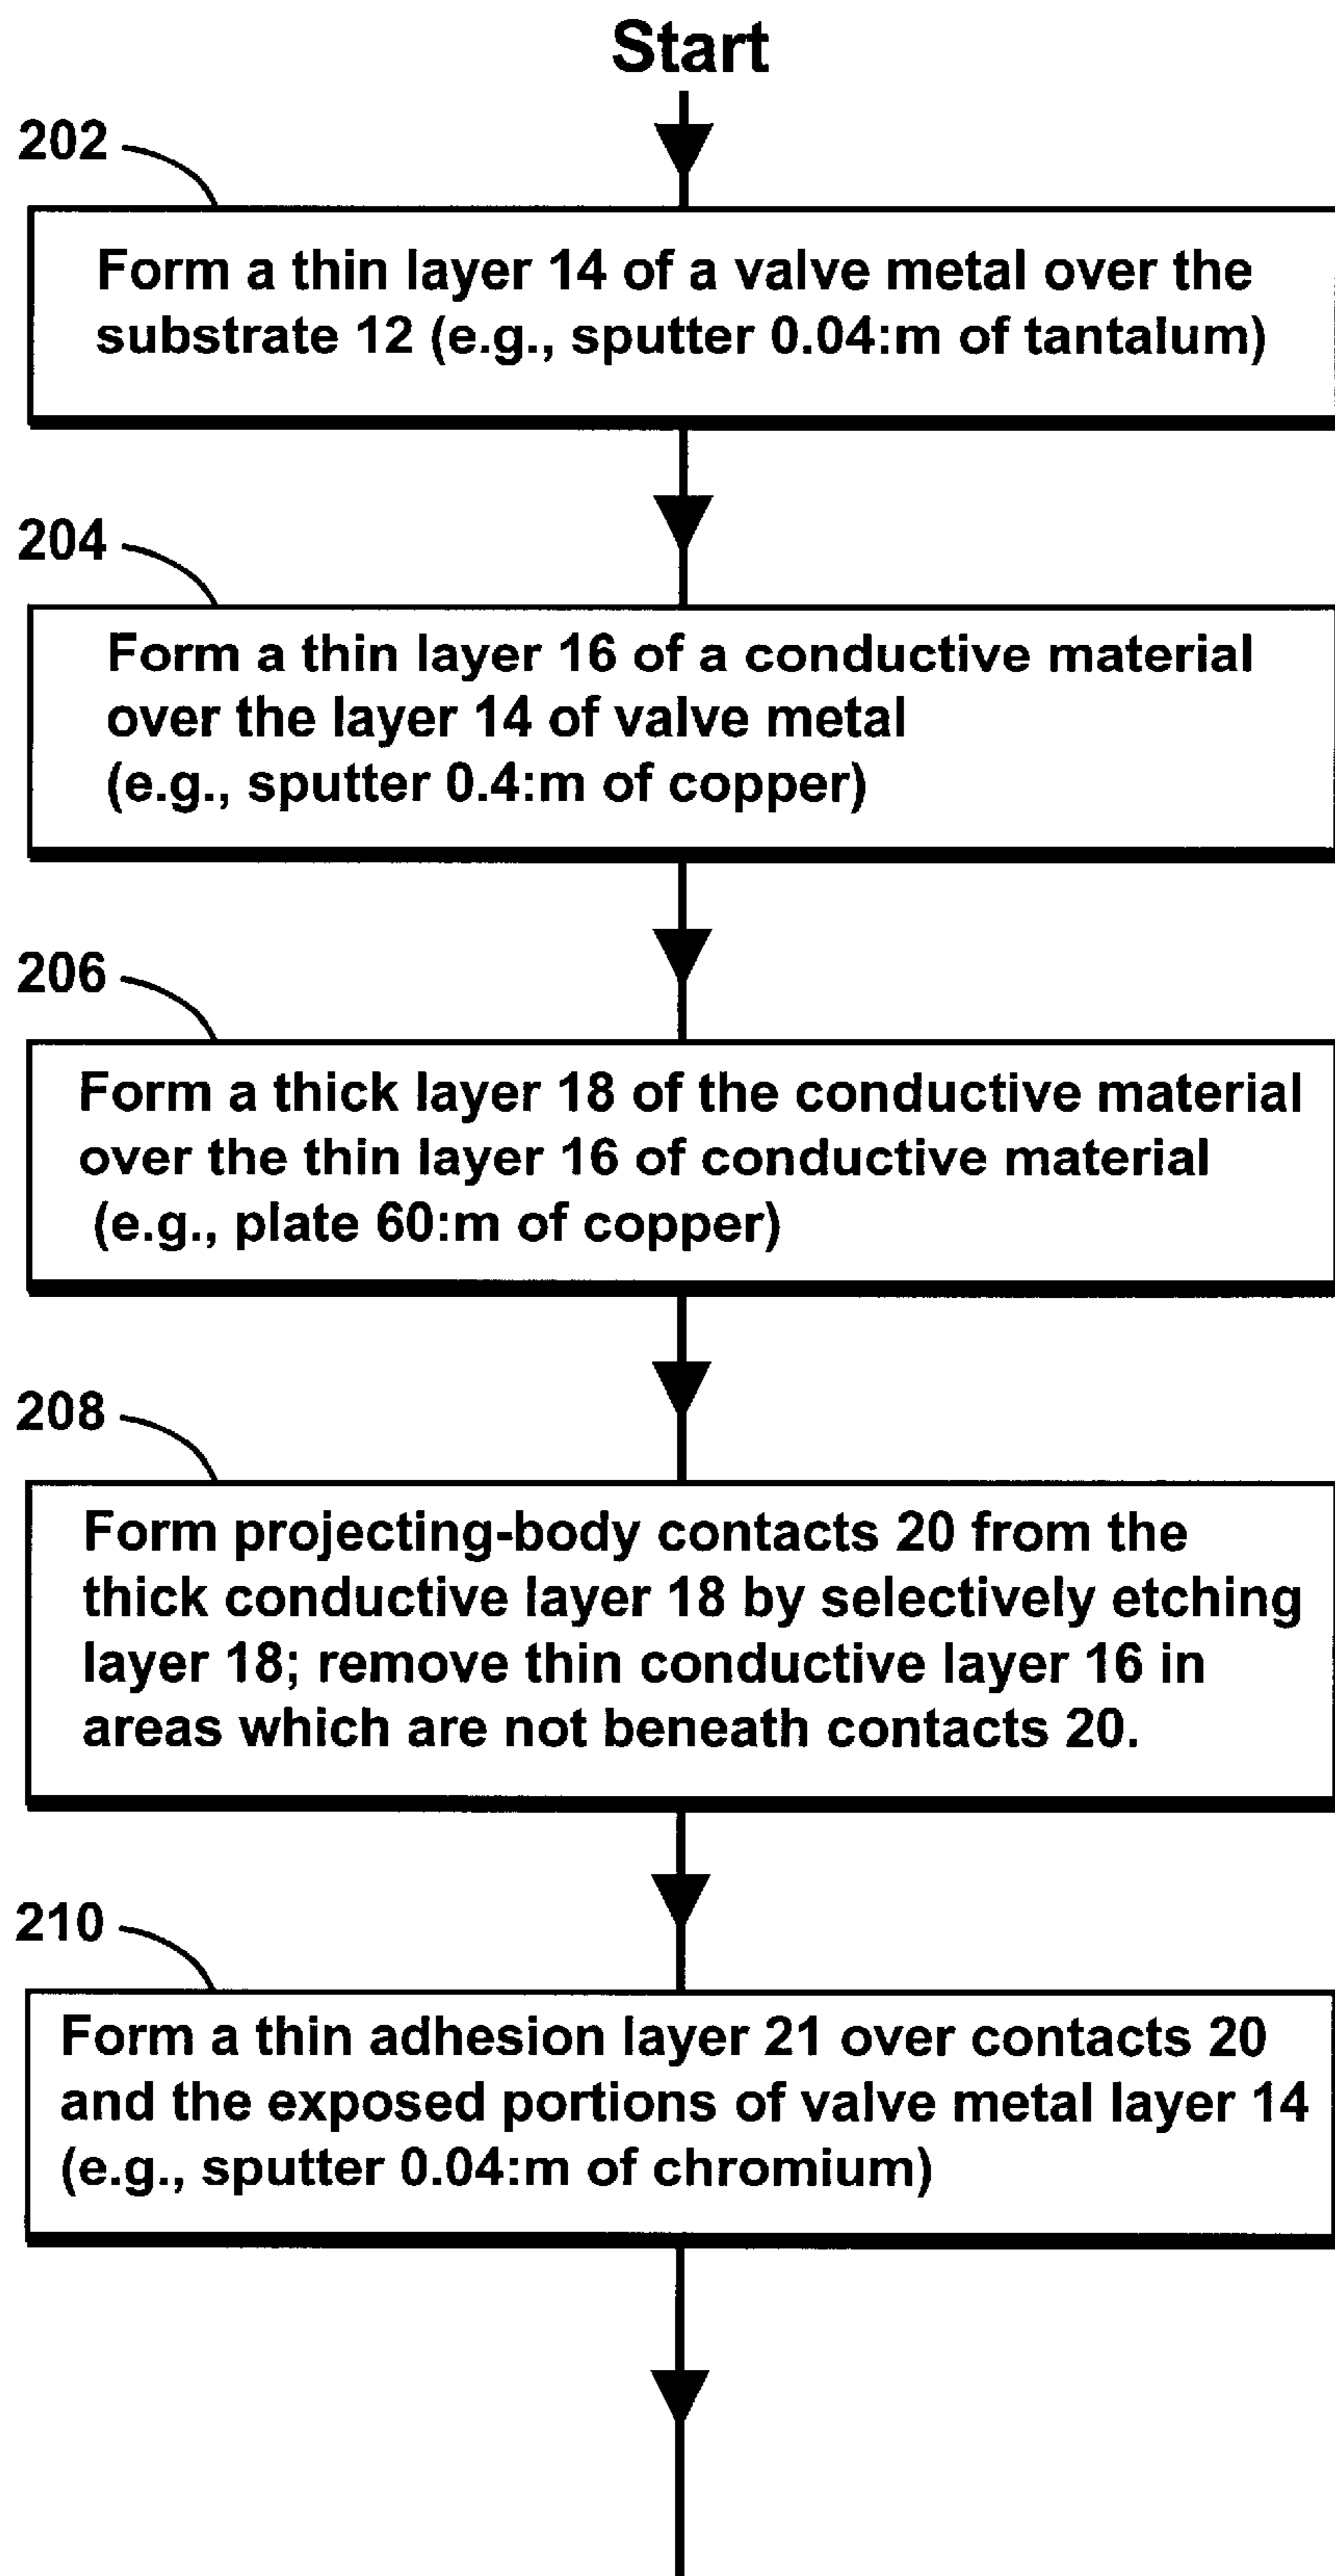 Start
202
Form a thin layer 14 of a valve metal over the
substrate 12 (e.g., sputter 0.04:m of tantalum)
204
Form a thin layer 16 of a conductive material
over the layer 14 of valve metal
(e.g., sputter 0.4:m of copper)
206
Form a thick layer 18 of the conductive material
over the thin layer 16 of conductive material
(e.g., plate 60:m of copper)
208
Form projecting-body contacts 20 from the
thick conductive layer 18 by selectively etching
layer 18; remove thin conductive layer 16 in
areas which are not beneath contacts 20.
210
Form a thin adhesion layer 21 over contacts 20
and the exposed portions of valve metal layer 14
(e.g., sputter 0.04:m of chromium)